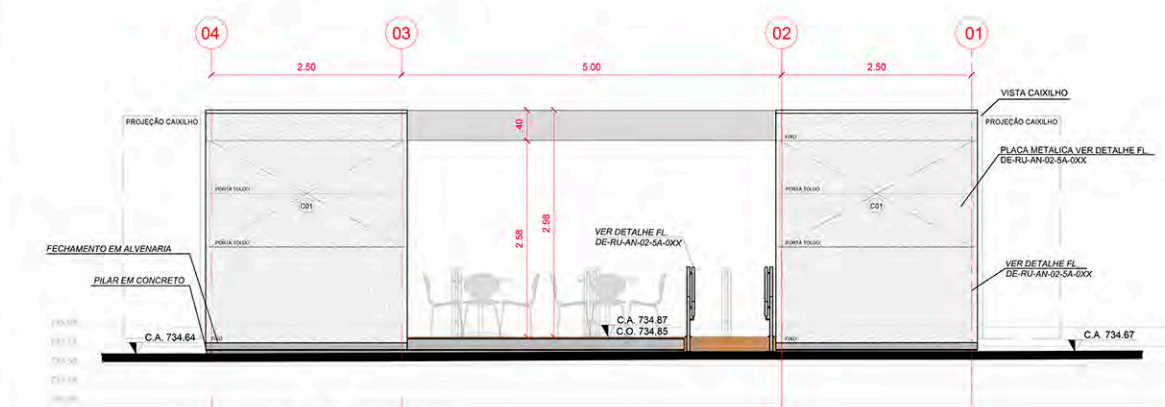 04
03
02
01
2.50
5.00
2.50
VISTA CAIXILHO
PROJEÇÃO CAIXILHO
.40
PROJEÇÃO CAIXILHO
FIXO
PLACA METALICA VER DETALHE FL.
DE-RU-AN-02-5A-0XX
PORTA TOLDO
PORTA TOLDO
C01
C01
2.58
2.98
VER DETALHE FL.
DE-RU-AN-02-5A-0XX
FECHAMENTO EM ALVENARIA
PORTA TOLDO
PORTA TOLDO
VER DETALHE FL.
DE-RU-AN-02-5A-0XX
PILAR EM CONCRETO
C.A. 734.87
C.O. 734.85
C.A. 734.64
FIXO
FIXO
C.A. 734.67